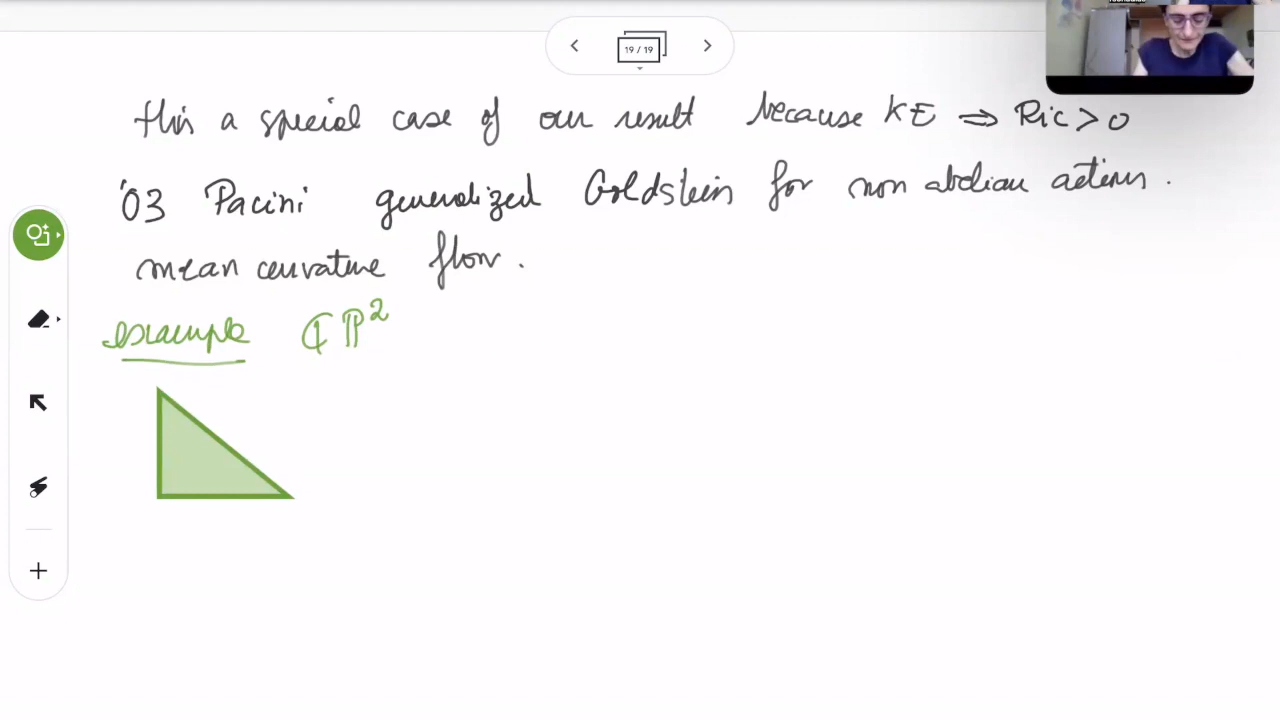 19 / 19
this a special case of our result because KE ⇒ Ric > 0
'03 Pacini generalized Goldstein for non abelian actions.
mean curvature flow.
example ℂℙ²